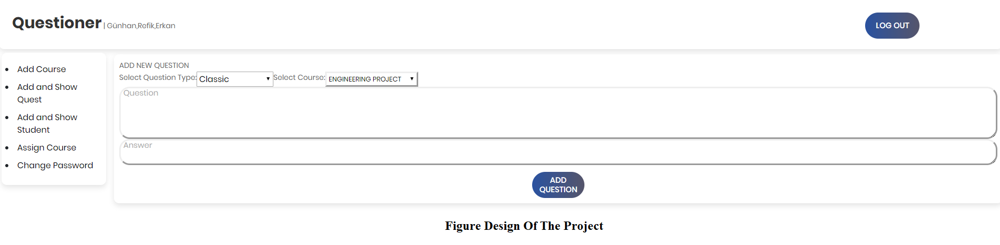 Questioner | Günhan,Refik,Erkan
LOG OUT
Add Course
Add and Show
Quest
Add and Show
Student
Assign Course
Change Password
ADD NEW QUESTION
Select Question Type: Classic Select Course: ENGINEERING PROJECT
Question
Answer
ADD
QUESTION
Figure Design Of The Project